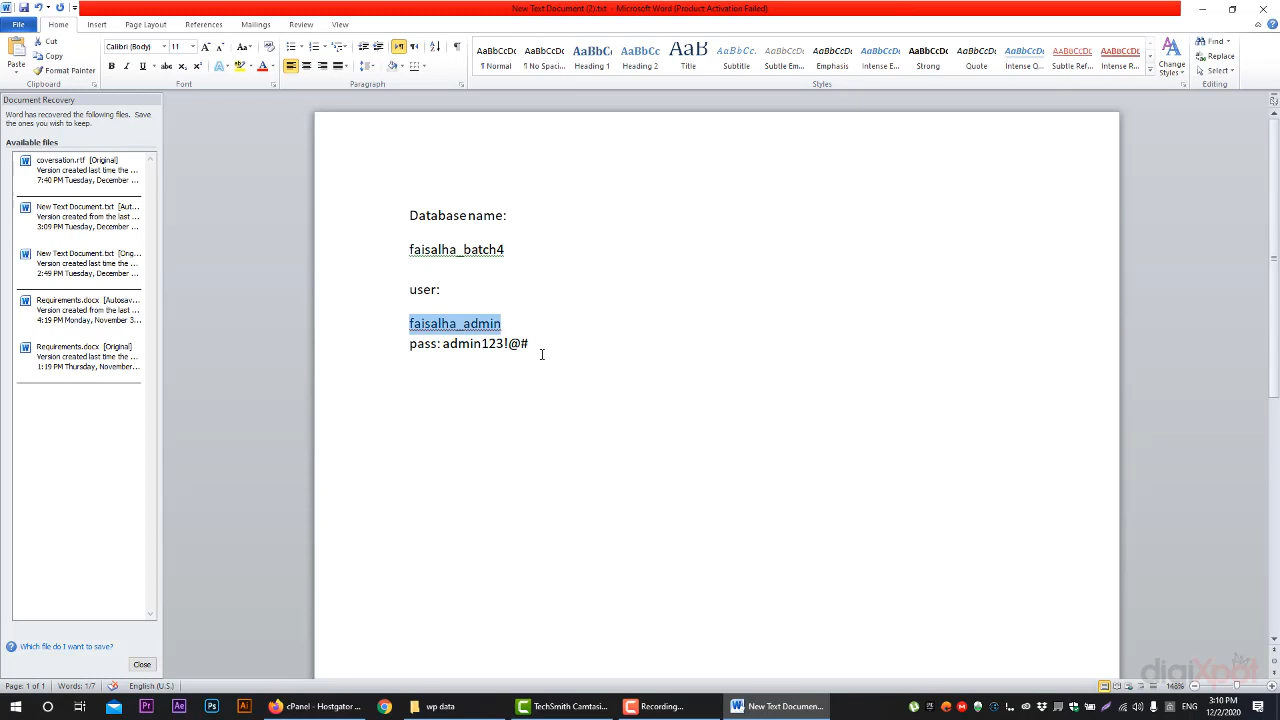 New Text Document (2).txt - Microsoft Word (Product Activation Failed)
File Home Insert Page Layout References Mailings Review View
Paste
Cut
Copy
Format Painter
Clipboard
Calibri (Body) 11
Font
Paragraph
AaBbCcDc AaBbCcDc AaBbC AaBbCc AaB AaBbCc. AaBbCcDc AaBbCcDc AaBbCcDc AaBbCcDc AaBbCcDc AaBbCcDc AaBbCcDc
¶ Normal ¶ No Spaci... Heading 1 Heading 2 Title Subtitle Subtle Em... Emphasis Intense E... Strong Quote Intense Q... Subtle Ref... Intense R...
Styles
Change
Styles
Find
Replace
Select
Editing
Document Recovery
Word has recovered the following files. Save
the ones you wish to keep.
Available files
coversation.rtf [Original]
Version created last time the ...
7:40 PM Tuesday, December ...
New Text Document.txt [Aut...
Version created from the last ...
3:09 PM Tuesday, December ...
New Text Document.txt [Orig...
Version created last time the ...
2:49 PM Tuesday, December ...
Requirements.docx [Autosav...
Version created from the last ...
4:19 PM Monday, November 3...
Requirements.docx [Original]
Version created last time the ...
1:19 PM Thursday, November...
Which file do I want to save?
Close
Database name:
faisalha_batch4
user:
faisalha_admin
pass: admin123!@#
digiXprt
Page: 1 of 1 Words: 1/7 English (U.S.) 148%
cPanel - Hostgator ... wp data TechSmith Camtasi... Recording... New Text Documen...
ENG
3:10 PM
12/2/2020